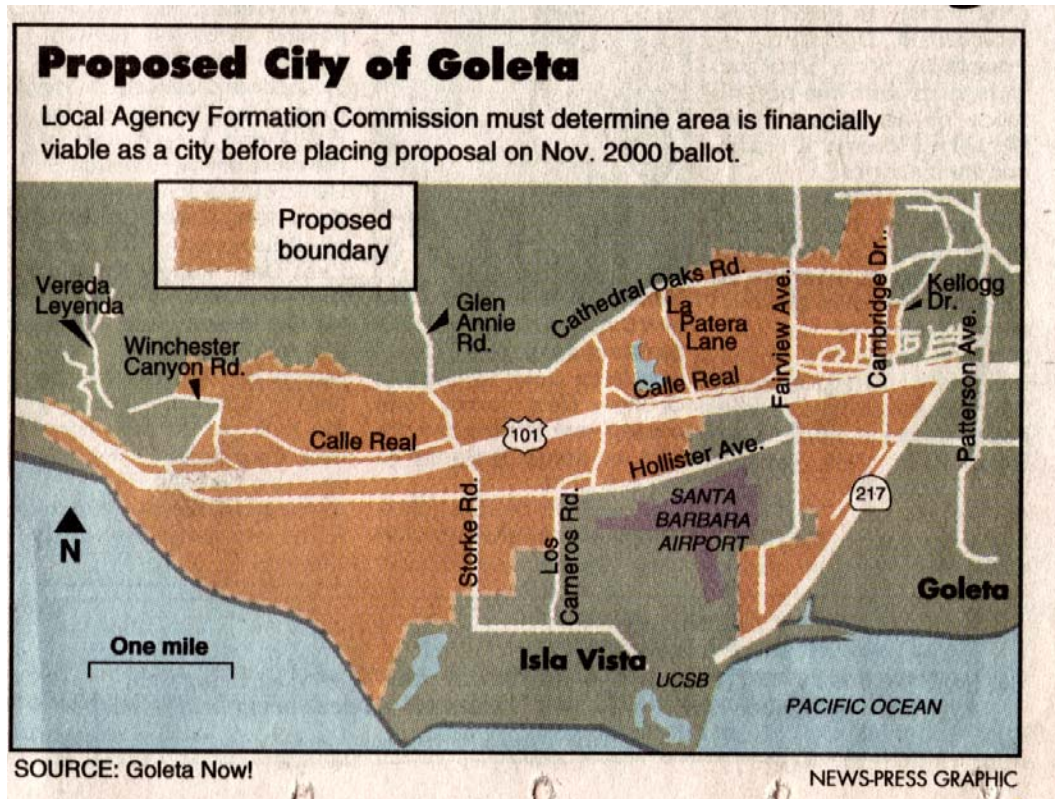 Proposed City of Goleta
Local Agency Formation Commission must determine area is financially
viable as a city before placing proposal on Nov. 2000 ballot.
Proposed
boundary
Vereda
Leyenda
Winchester
Canyon Rd.
Glen
Annie
Rd.
Cathedral Oaks Rd.
La
Patera
Lane
Fairview Ave.
Cambridge Dr.
Kellogg
Dr.
Patterson Ave.
Calle Real
Calle Real
101
Hollister Ave.
217
Storke Rd.
Los
Carneros Rd.
SANTA
BARBARA
AIRPORT
N
One mile
Isla Vista
UCSB
Goleta
PACIFIC OCEAN
SOURCE: Goleta Now!
NEWS-PRESS GRAPHIC